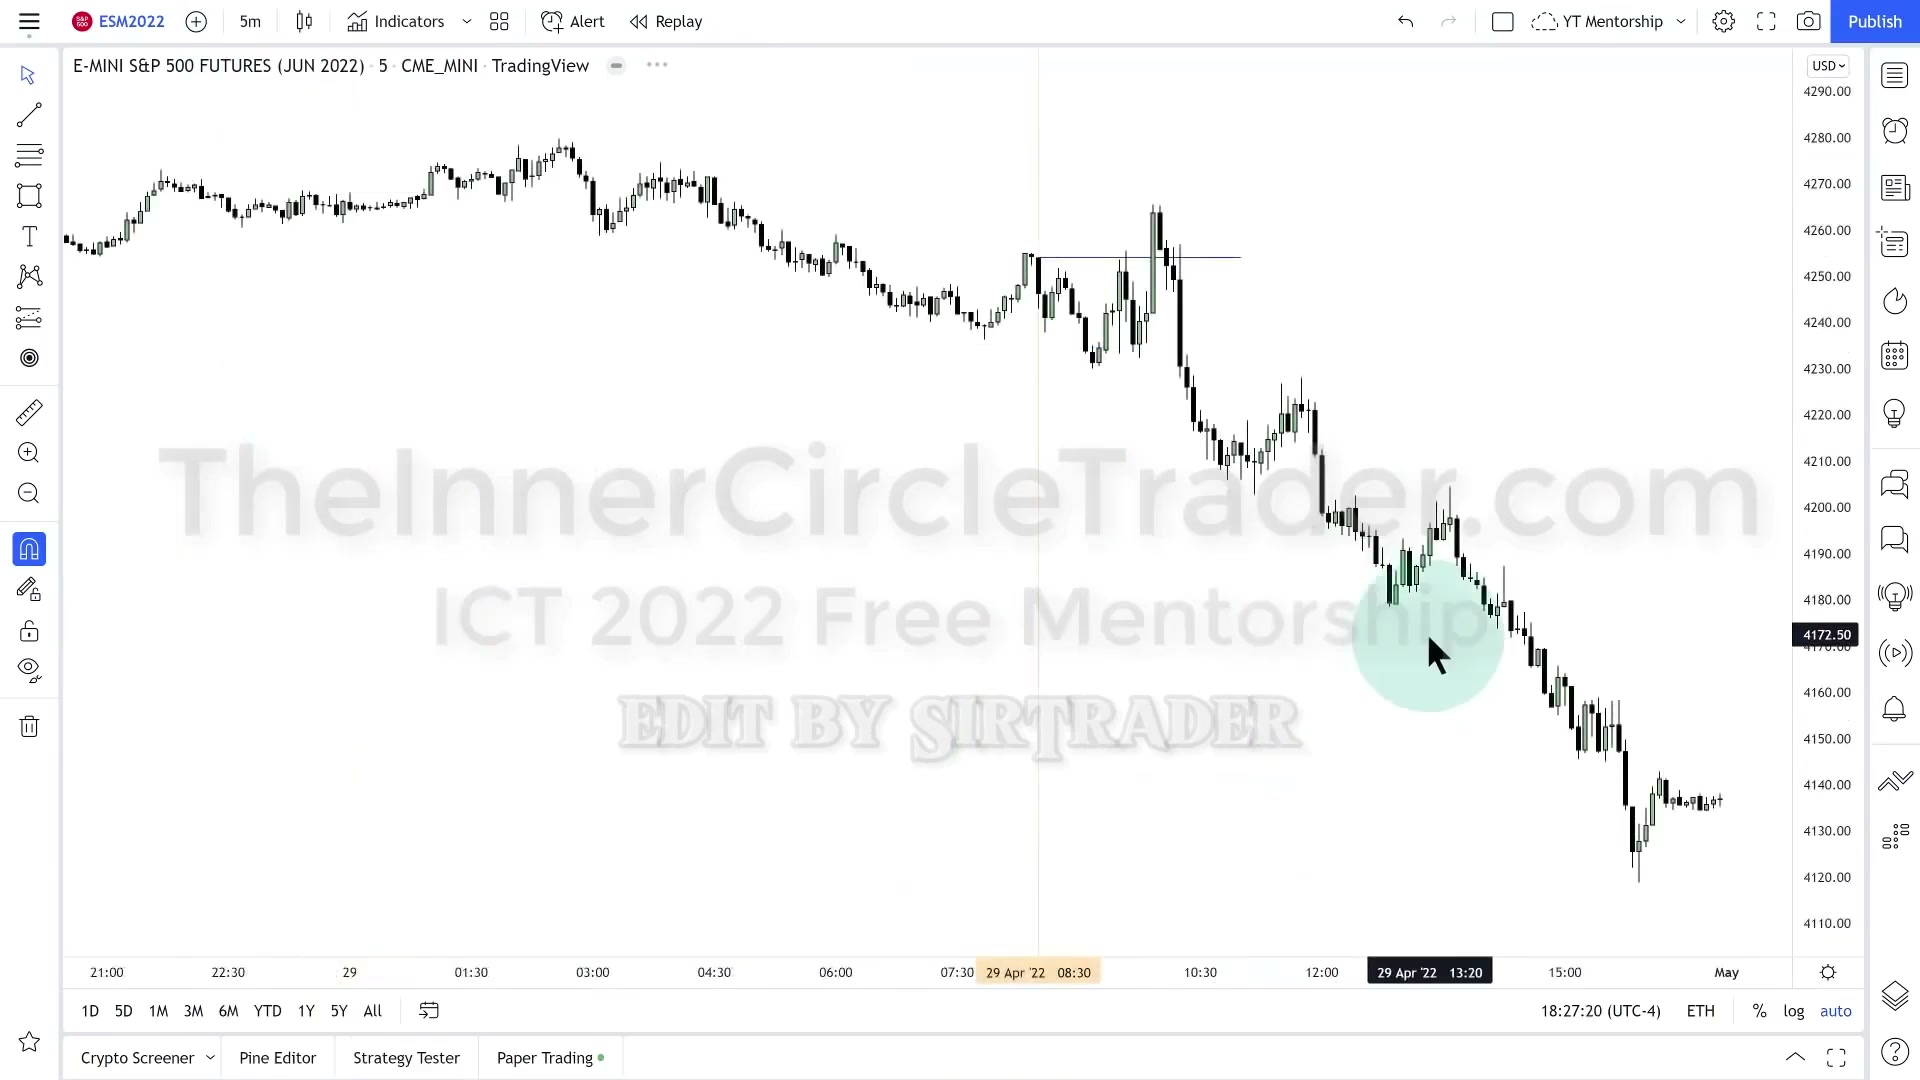 ESM2022 5m Indicators Alert Replay YT Mentorship Publish
E-MINI S&P 500 FUTURES (JUN 2022) · 5 · CME_MINI · TradingView
USD
4290.00
4280.00
4270.00
4260.00
4250.00
4240.00
4230.00
4220.00
4210.00
4200.00
4190.00
4180.00
4172.50
4160.00
4150.00
4140.00
4130.00
4120.00
4110.00
TheInnerCircleTrader.com
ICT 2022 Free Mentorship
EDIT BY SIRTRADER
21:00 22:30 29 01:30 03:00 04:30 06:00 07:30 29 Apr '22 08:30 10:30 12:00 29 Apr '22 13:20 15:00 May
1D 5D 1M 3M 6M YTD 1Y 5Y All 18:27:20 (UTC-4) ETH % log auto
Crypto Screener Pine Editor Strategy Tester Paper Trading